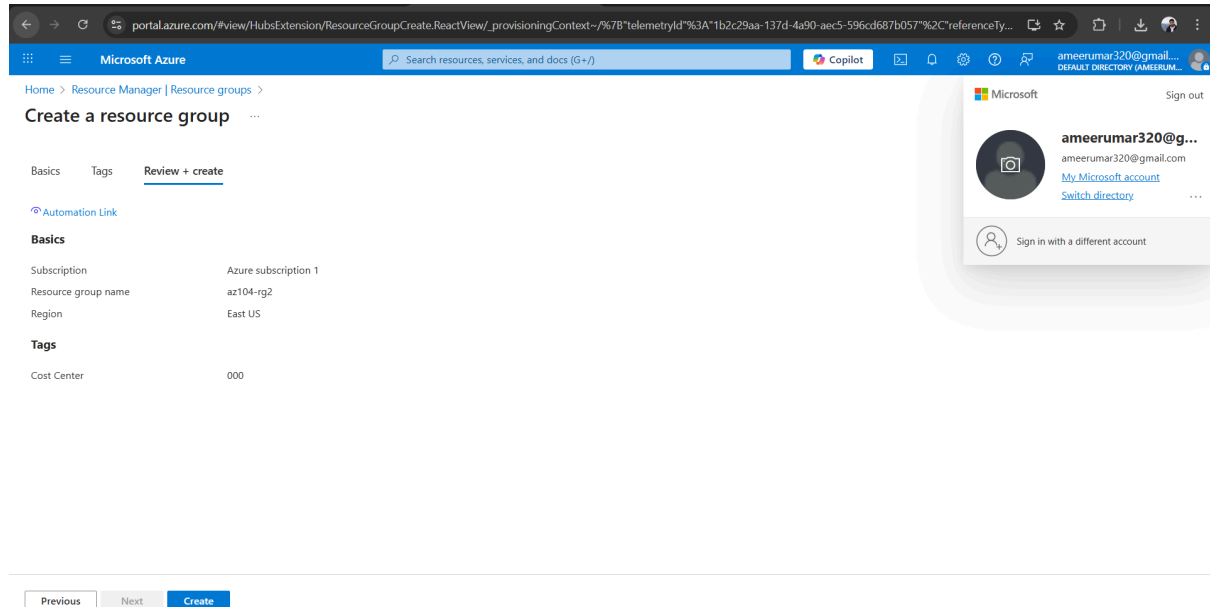 portal.azure.com/#view/HubsExtension/ResourceGroupCreate.ReactView/_provisioningContext~/%7B"telemetryId"%3A"1b2c29aa-137d-4a90-aec5-596cd687b057"%2C"referenceTy...
Microsoft Azure
Search resources, services, and docs (G+/)
Copilot
ameerumar320@gmail....
DEFAULT DIRECTORY (AMEERUM...
Home > Resource Manager | Resource groups >
Create a resource group ...
Microsoft
Sign out
ameerumar320@g...
ameerumar320@gmail.com
My Microsoft account
Switch directory ...
Sign in with a different account
Basics Tags Review + create
Automation Link
Basics
Subscription Azure subscription 1
Resource group name az104-rg2
Region East US
Tags
Cost Center 000
Previous Next Create